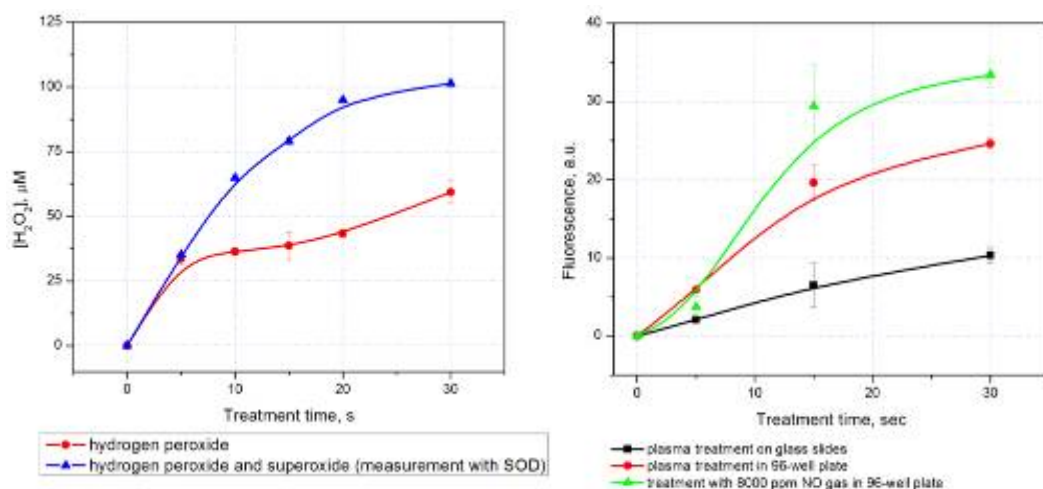 125
100
75
50
25
0
[H₂O₂], μM
0 10 20 30
Treatment time, s
hydrogen peroxide
hydrogen peroxide and superoxide (measurement with SOD)
40
30
20
10
0
Fluorescence, a.u.
0 10 20 30
Treatment time, sec
plasma treatment on glass slides
plasma treatment in 96-well plate
treatment with 8000 ppm NO gas in 96-well plate